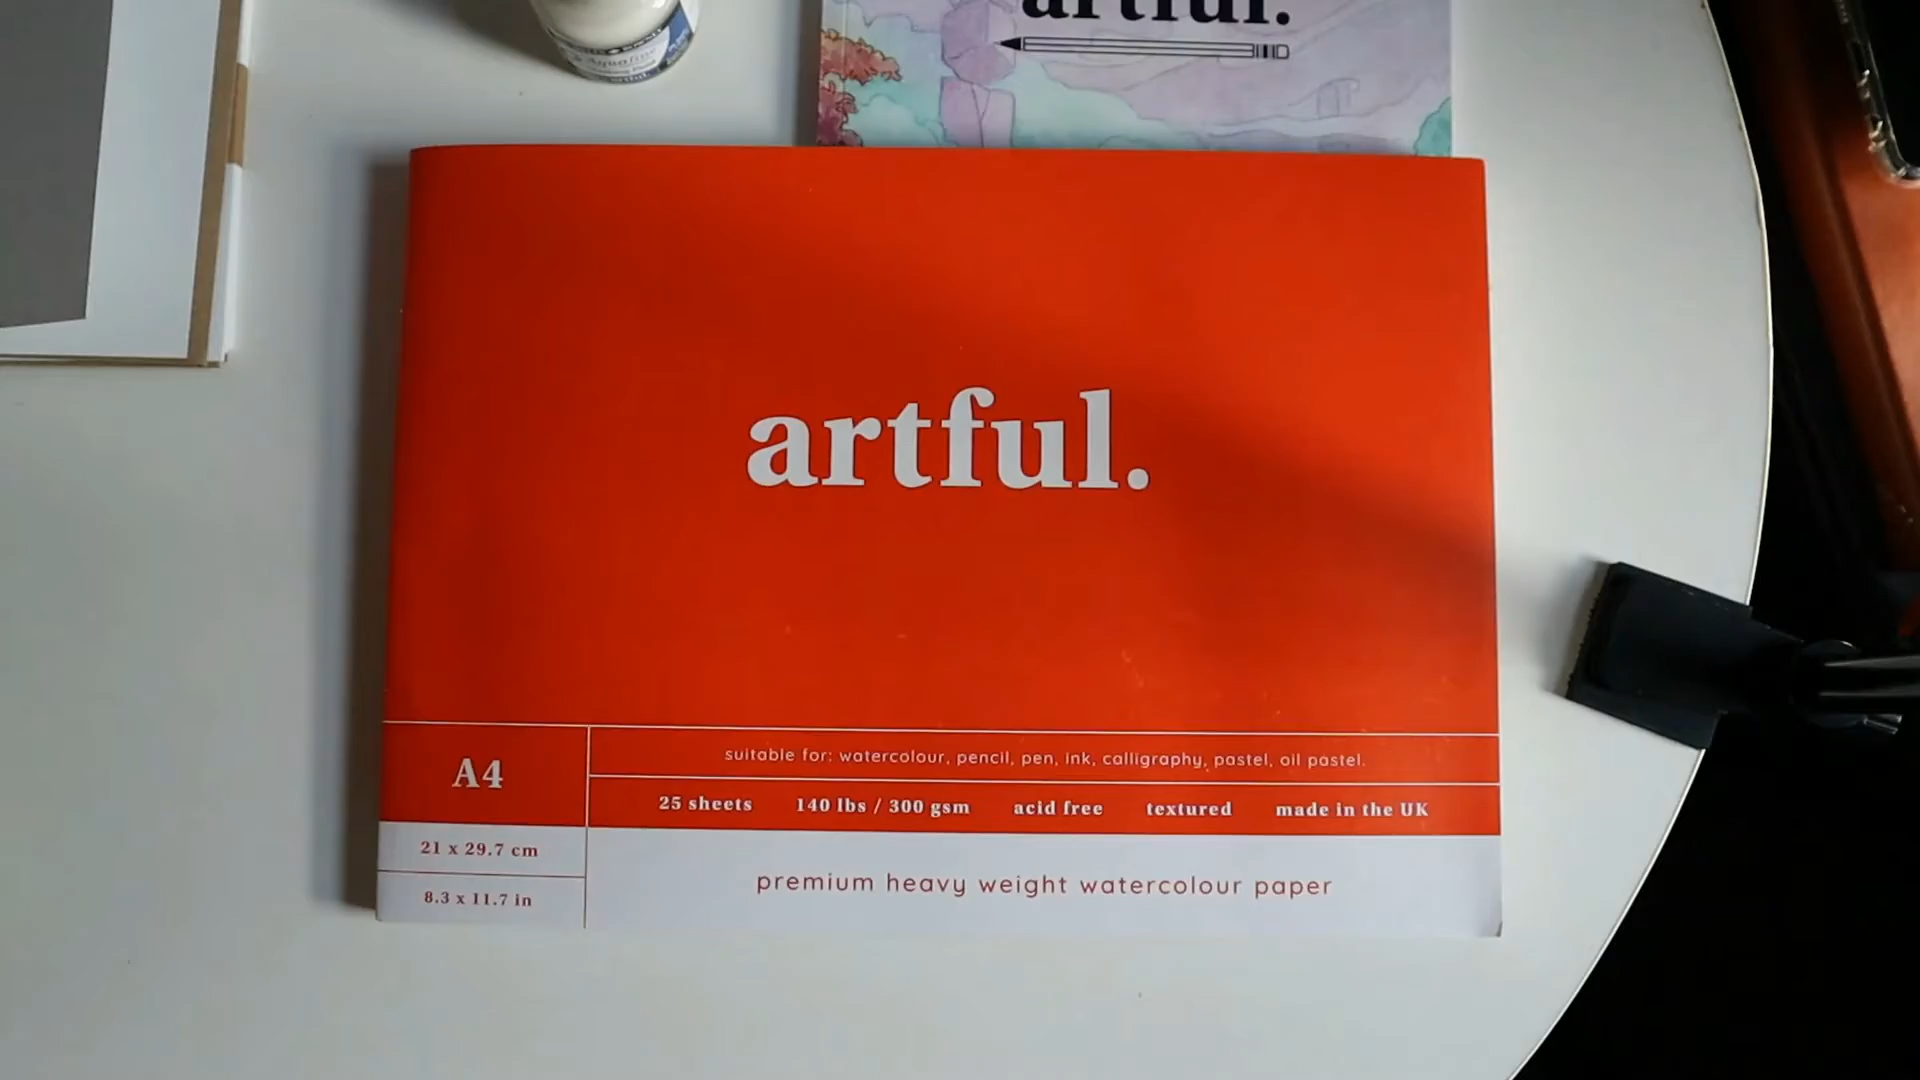 Aquafine
artful.
artful.
A4
suitable for: watercolour, pencil, pen, ink, calligraphy, pastel, oil pastel.
25 sheets 140 lbs / 300 gsm acid free textured made in the UK
21 x 29.7 cm
8.3 x 11.7 in
premium heavy weight watercolour paper